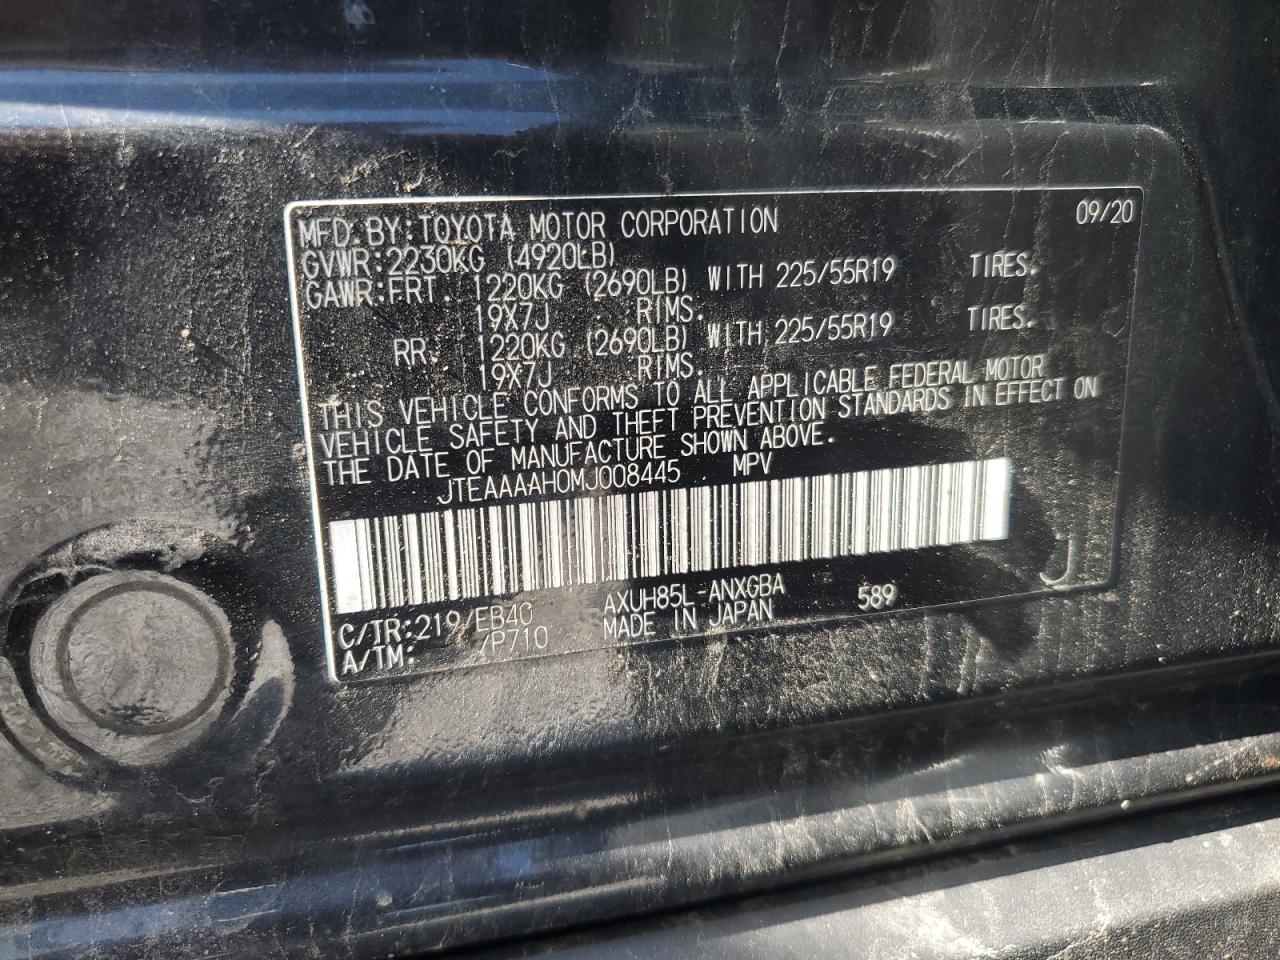 MFD. BY: TOYOTA MOTOR CORPORATION 09/20
GVWR: 2230KG (4920LB)
GAWR: FRT. 1220KG (2690LB) WITH 225/55R19 TIRES.
19X7J RIMS.
RR. 1220KG (2690LB) WITH 225/55R19 TIRES.
19X7J RIMS.
THIS VEHICLE CONFORMS TO ALL APPLICABLE FEDERAL MOTOR
VEHICLE SAFETY AND THEFT PREVENTION STANDARDS IN EFFECT ON
THE DATE OF MANUFACTURE SHOWN ABOVE.
JTEAAAAH0MJ008445 MPV
C/TR: 219/EB40 AXUH85L-ANXGBA 589
A/TM: /P710 MADE IN JAPAN
J